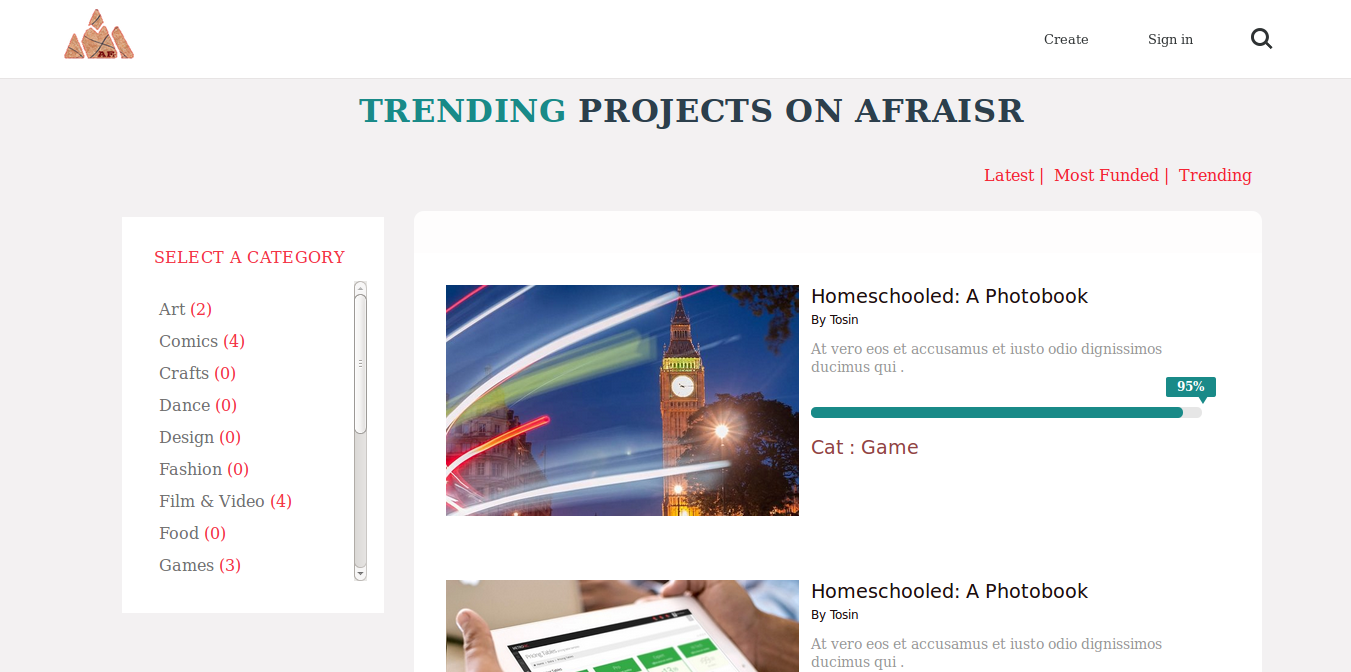 AF
Create
Sign in
TRENDING PROJECTS ON AFRAISR
Latest | Most Funded | Trending
SELECT A CATEGORY
Art (2)
Comics (4)
Crafts (0)
Dance (0)
Design (0)
Fashion (0)
Film & Video (4)
Food (0)
Games (3)
Homeschooled: A Photobook
By Tosin
At vero eos et accusamus et iusto odio dignissimos
ducimus qui .
95%
Cat : Game
Homeschooled: A Photobook
By Tosin
At vero eos et accusamus et iusto odio dignissimos
ducimus qui .
Pricing Tables